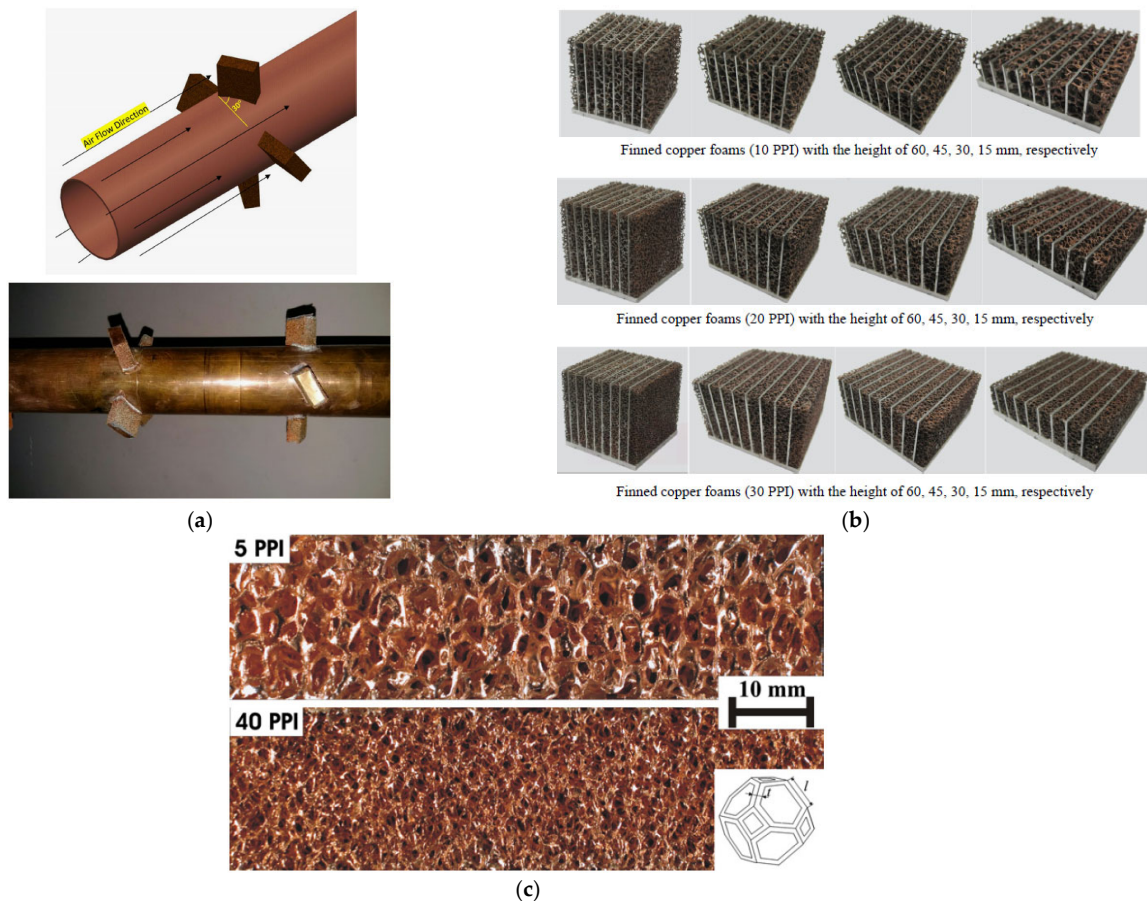 Air Flow Direction
30°
Finned copper foams (10 PPI) with the height of 60, 45, 30, 15 mm, respectively
Finned copper foams (20 PPI) with the height of 60, 45, 30, 15 mm, respectively
Finned copper foams (30 PPI) with the height of 60, 45, 30, 15 mm, respectively
(a)
(b)
5 PPI
10 mm
40 PPI
t
l
(c)